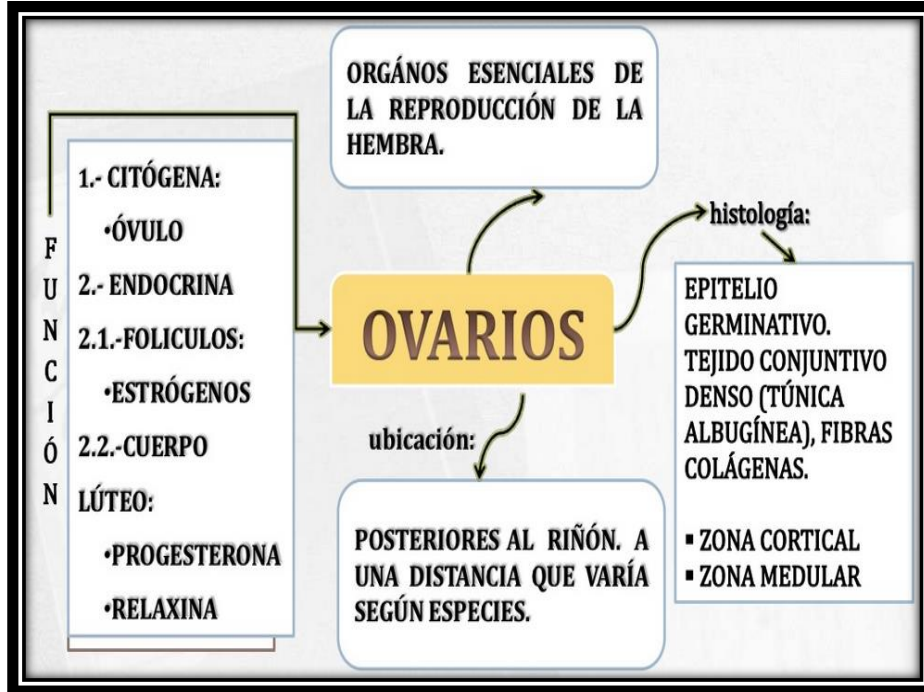 ORGÁNOS ESENCIALES DE
LA REPRODUCCIÓN DE LA
HEMBRA.
FUNCIÓN
1.- CITÓGENA:
•ÓVULO
2.- ENDOCRINA
2.1.-FOLICULOS:
•ESTRÓGENOS
2.2.-CUERPO
LÚTEO:
•PROGESTERONA
•RELAXINA
OVARIOS
histología:
EPITELIO
GERMINATIVO.
TEJIDO CONJUNTIVO
DENSO (TÚNICA
ALBUGÍNEA), FIBRAS
COLÁGENAS.
▪ ZONA CORTICAL
▪ ZONA MEDULAR
ubicación:
POSTERIORES AL RIÑÓN. A
UNA DISTANCIA QUE VARÍA
SEGÚN ESPECIES.